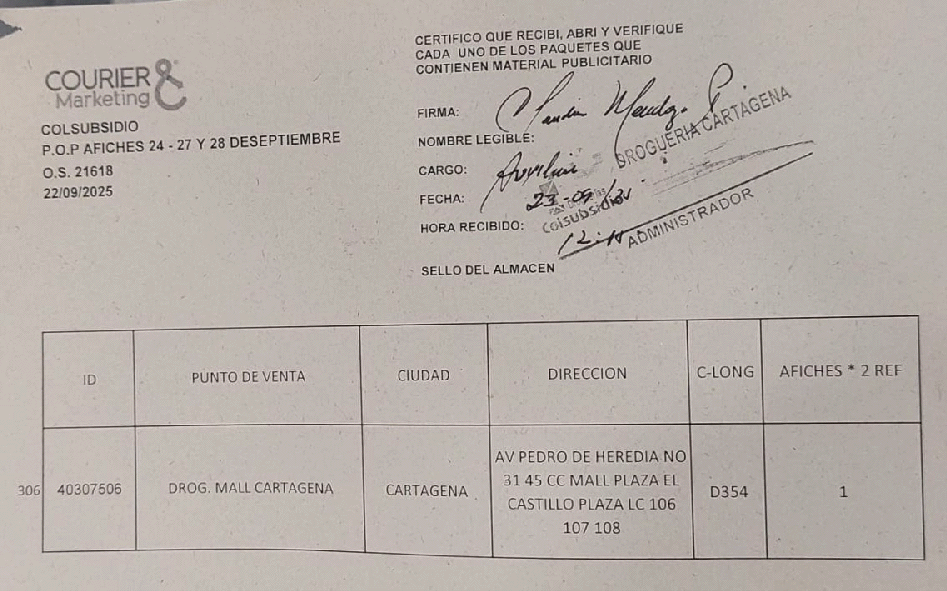 COURIER &
Marketing
COLSUBSIDIO
P.O.P AFICHES 24 - 27 Y 28 DESEPTIEMBRE
O.S. 21618
22/09/2025
CERTIFICO QUE RECIBI, ABRI Y VERIFIQUE
CADA UNO DE LOS PAQUETES QUE
CONTIENEN MATERIAL PUBLICITARIO
FIRMA:
NOMBRE LEGIBLE:
DROGUERIA CARTAGENA
CARGO:
FECHA: 23-09
colsubsidio
HORA RECIBIDO:
ADMINISTRADOR
SELLO DEL ALMACEN
ID PUNTO DE VENTA CIUDAD DIRECCION C-LONG AFICHES * 2 REF
306 40307506 DROG. MALL CARTAGENA CARTAGENA AV PEDRO DE HEREDIA NO
31 45 CC MALL PLAZA EL
CASTILLO PLAZA LC 106
107 108
D354 1